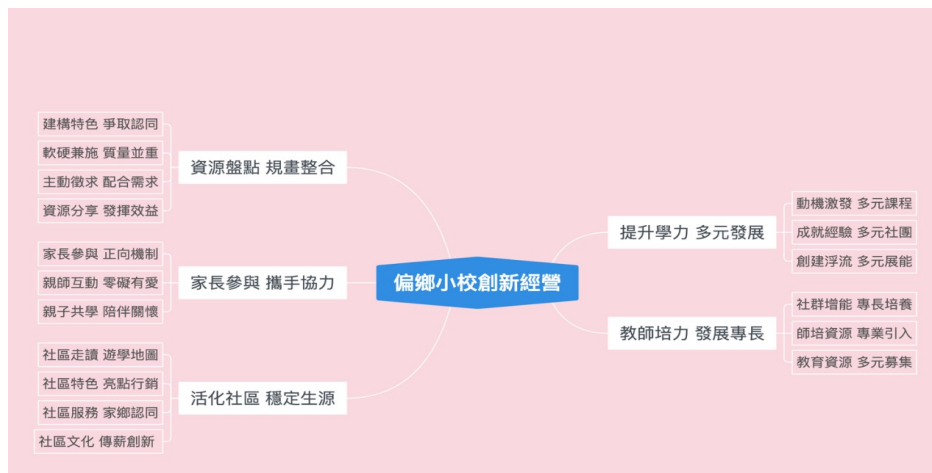 偏鄉小校創新經營
資源盤點 規畫整合
建構特色 爭取認同
軟硬兼施 質量並重
主動徵求 配合需求
資源分享 發揮效益
家長參與 攜手協力
家長參與 正向機制
親師互動 零礙有愛
親子共學 陪伴關懷
活化社區 穩定生源
社區走讀 遊學地圖
社區特色 亮點行銷
社區服務 家鄉認同
社區文化 傳薪創新
提升學力 多元發展
動機激發 多元課程
成就經驗 多元社團
創建浮流 多元展能
教師培力 發展專長
社群增能 專長培養
師培資源 專業引入
教育資源 多元募集